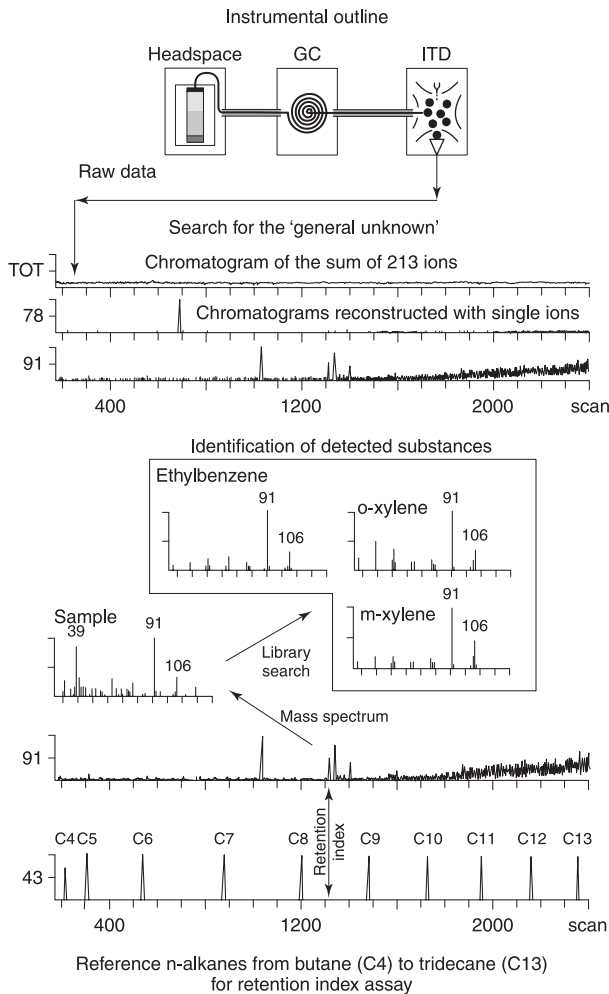 Instrumental outline
Headspace GC ITD
Raw data
Search for the 'general unknown'
TOT
Chromatogram of the sum of 213 ions
78
Chromatograms reconstructed with single ions
91
400 1200 2000 scan
Identification of detected substances
Ethylbenzene
91
106
o-xylene
91
106
m-xylene
91
106
Sample
39
91
106
Library
search
Mass spectrum
91
Retention
index
C4 C5 C6 C7 C8 C9 C10 C11 C12 C13
43
400 1200 2000 scan
Reference n-alkanes from butane (C4) to tridecane (C13)
for retention index assay